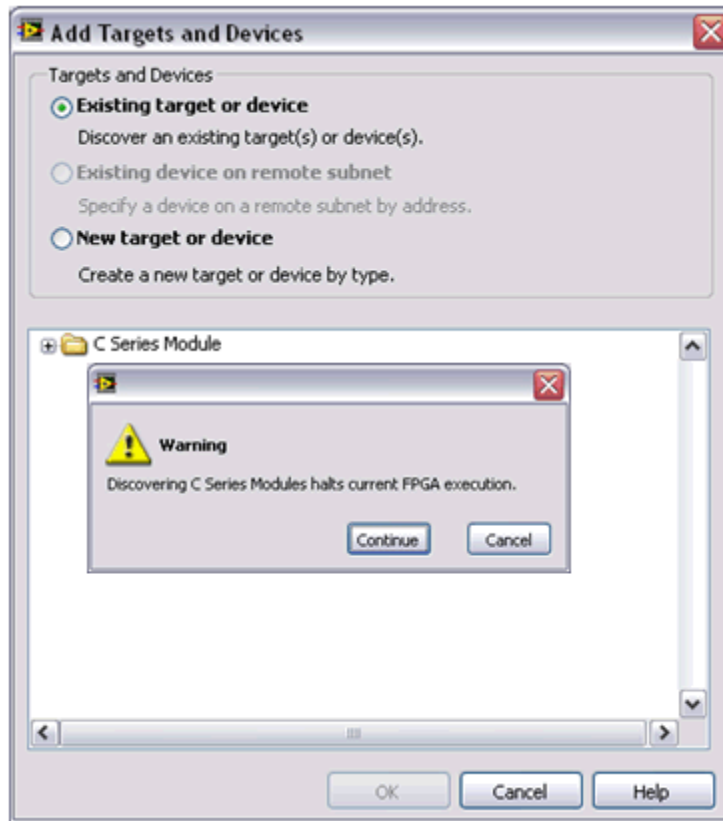 Add Targets and Devices
Targets and Devices
Existing target or device
Discover an existing target(s) or device(s).
Existing device on remote subnet
Specify a device on a remote subnet by address.
New target or device
Create a new target or device by type.
C Series Module
Warning
Discovering C Series Modules halts current FPGA execution.
Continue Cancel
OK Cancel Help